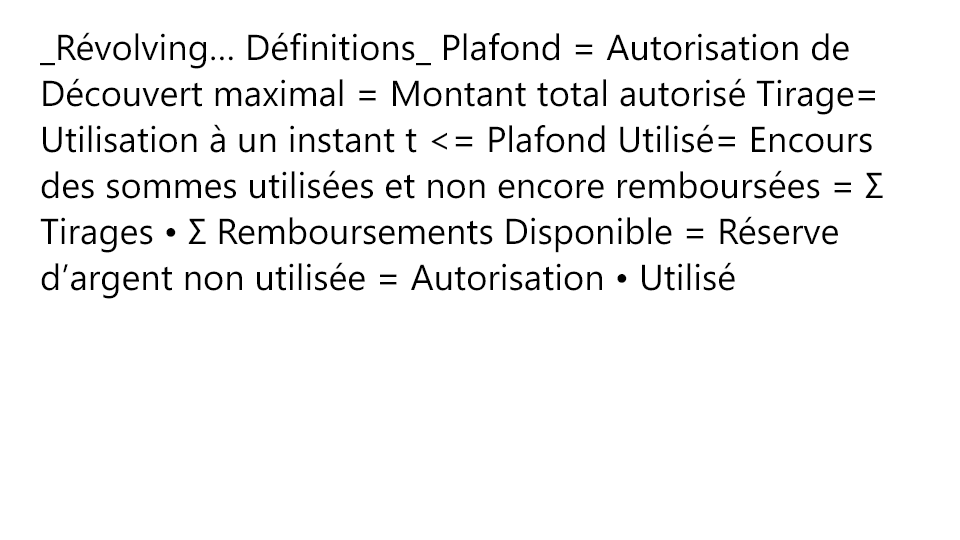 _Révolving… Définitions_ Plafond = Autorisation de
Découvert maximal = Montant total autorisé Tirage=
Utilisation à un instant t <= Plafond Utilisé= Encours
des sommes utilisées et non encore remboursées = Σ
Tirages • Σ Remboursements Disponible = Réserve
d’argent non utilisée = Autorisation • Utilisé